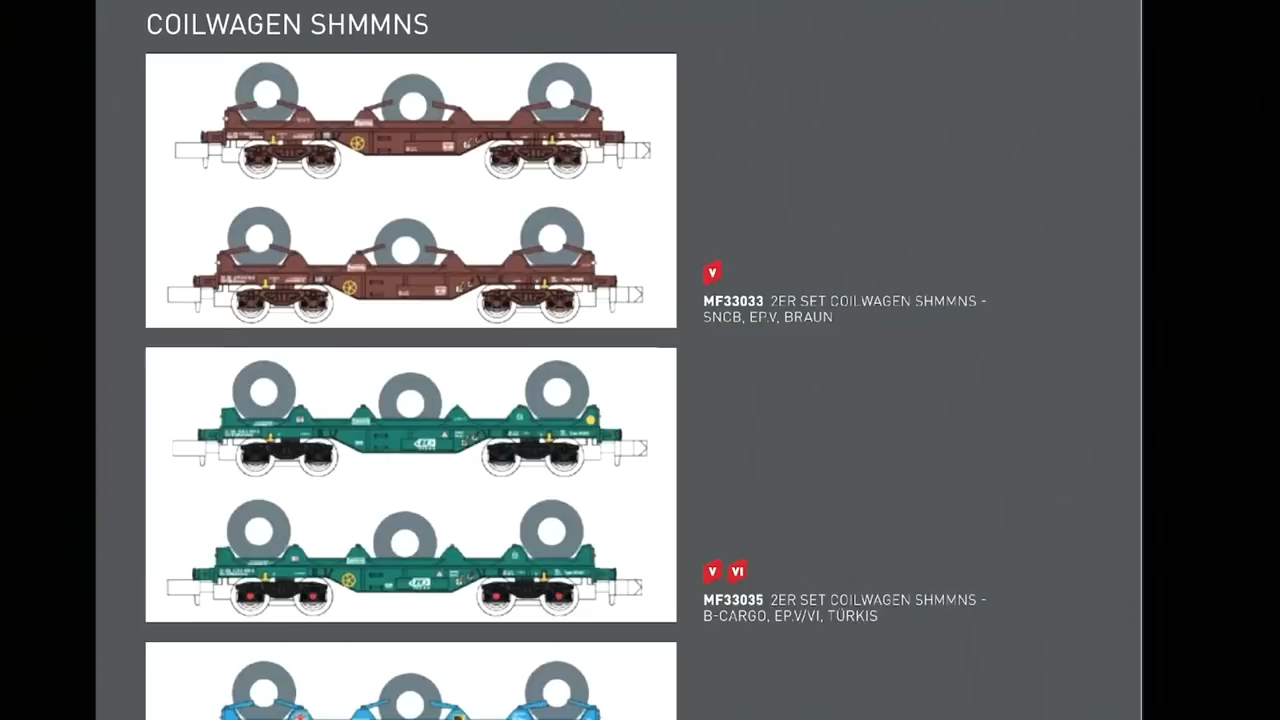 COILWAGEN SHMMNS
V
MF33033 2ER SET COILWAGEN SHMMNS -
SNCB, EP.V, BRAUN
V VI
MF33035 2ER SET COILWAGEN SHMMNS -
B-CARGO, EP.V/VI, TÜRKIS